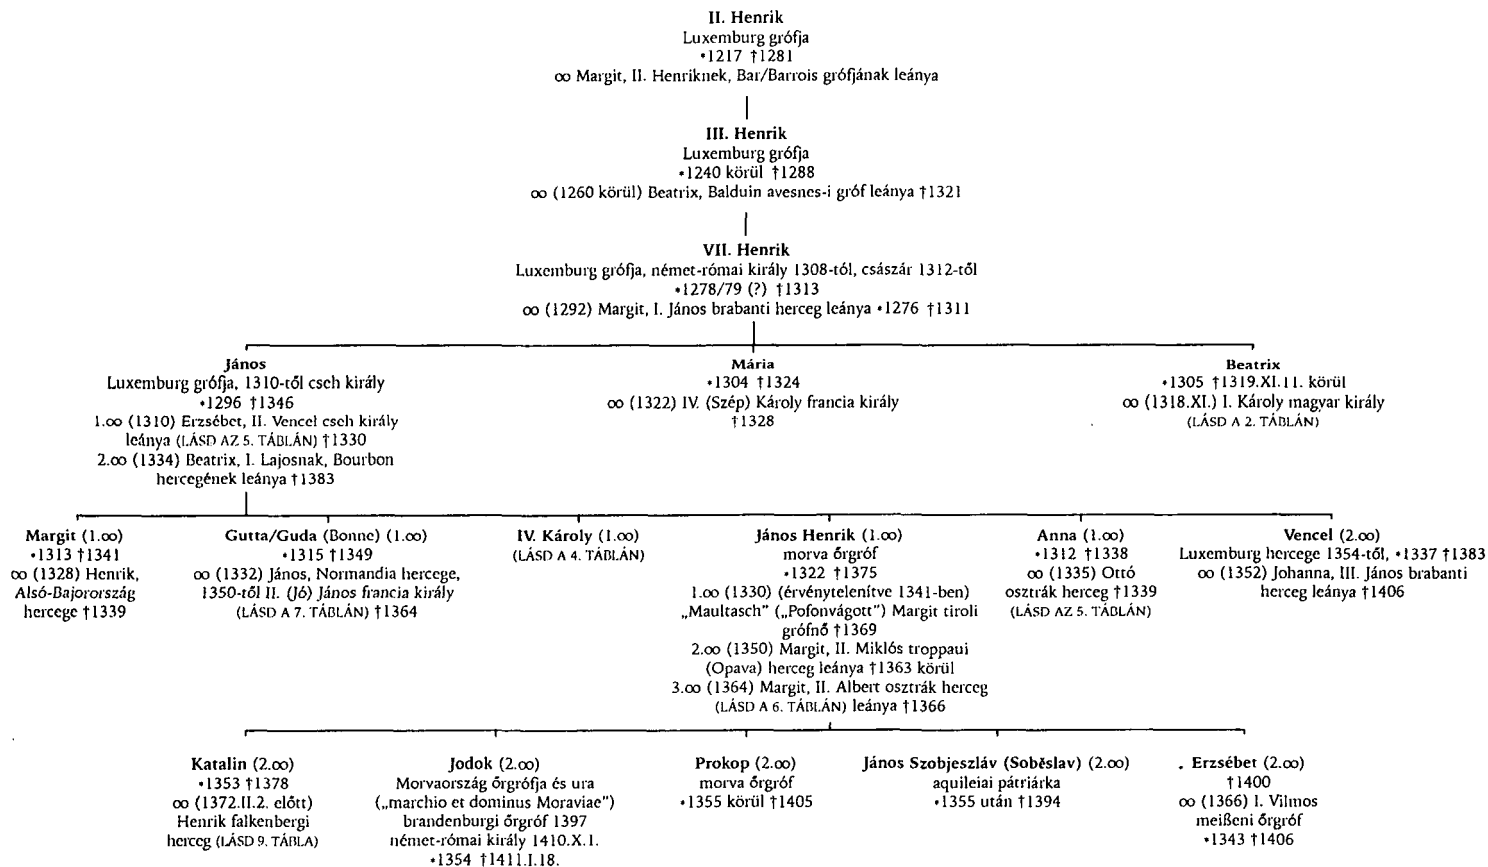 II. Henrik
Luxemburg grófja
*1217 †1281
∞ Margit, II. Henriknek, Bar/Barrois grófjának leánya
III. Henrik
Luxemburg grófja
*1240 körül †1288
∞ (1260 körül) Beatrix, Balduin avesnes-i gróf leánya †1321
VII. Henrik
Luxemburg grófja, német-római király 1308-tól, császár 1312-től
*1278/79 (?) †1313
∞ (1292) Margit, I. János brabanti herceg leánya *1276 †1311
János
Luxemburg grófja, 1310-től cseh király
*1296 †1346
1.∞ (1310) Erzsébet, II. Vencel cseh király
leánya (LÁSD AZ 5. TÁBLÁN) †1330
2.∞ (1334) Beatrix, I. Lajosnak, Bourbon
hercegének leánya †1383
Mária
*1304 †1324
∞ (1322) IV. (Szép) Károly francia király
†1328
Beatrix
*1305 †1319.XI.11. körül
∞ (1318.XI.) I. Károly magyar király
(LÁSD A 2. TÁBLÁN)
Margit (1.∞)
*1313 †1341
∞ (1328) Henrik,
Alsó-Bajorország
hercege †1339
Gutta/Guda (Bonne) (1.∞)
*1315 †1349
∞ (1332) János, Normandia hercege,
1350-től II. (Jó) János francia király
(LÁSD A 7. TÁBLÁN) †1364
IV. Károly (1.∞)
(LÁSD A 4. TÁBLÁN)
János Henrik (1.∞)
morva őrgróf
*1322 †1375
1.∞ (1330) (érvénytelenítve 1341-ben)
„Maultasch” („Pofonvágott”) Margit tiroli
grófnő †1369
2.∞ (1350) Margit, II. Miklós troppaui
(Opava) herceg leánya †1363 körül
3.∞ (1364) Margit, II. Albert osztrák herceg
(LÁSD A 6. TÁBLÁN) leánya †1366
Anna (1.∞)
*1312 †1338
∞ (1335) Ottó
osztrák herceg †1339
(LÁSD AZ 5. TÁBLÁN)
Vencel (2.∞)
Luxemburg hercege 1354-től, *1337 †1383
∞ (1352) Johanna, III. János brabanti
herceg leánya †1406
Katalin (2.∞)
*1353 †1378
∞ (1372.II.2. előtt)
Henrik falkenbergi
herceg (LÁSD 9. TÁBLA)
Jodok (2.∞)
Morvaország őrgrófja és ura
(„marchio et dominus Moraviae”)
brandenburgi őrgróf 1397
német-római király 1410.X.1.
*1354 †1411.I.18.
Prokop (2.∞)
morva őrgróf
*1355 körül †1405
János Szobjeszláv (Soběslav) (2.∞)
aquileiai pátriárka
*1355 után †1394
Erzsébet (2.∞)
†1400
∞ (1366) I. Vilmos
meißeni őrgróf
*1343 †1406